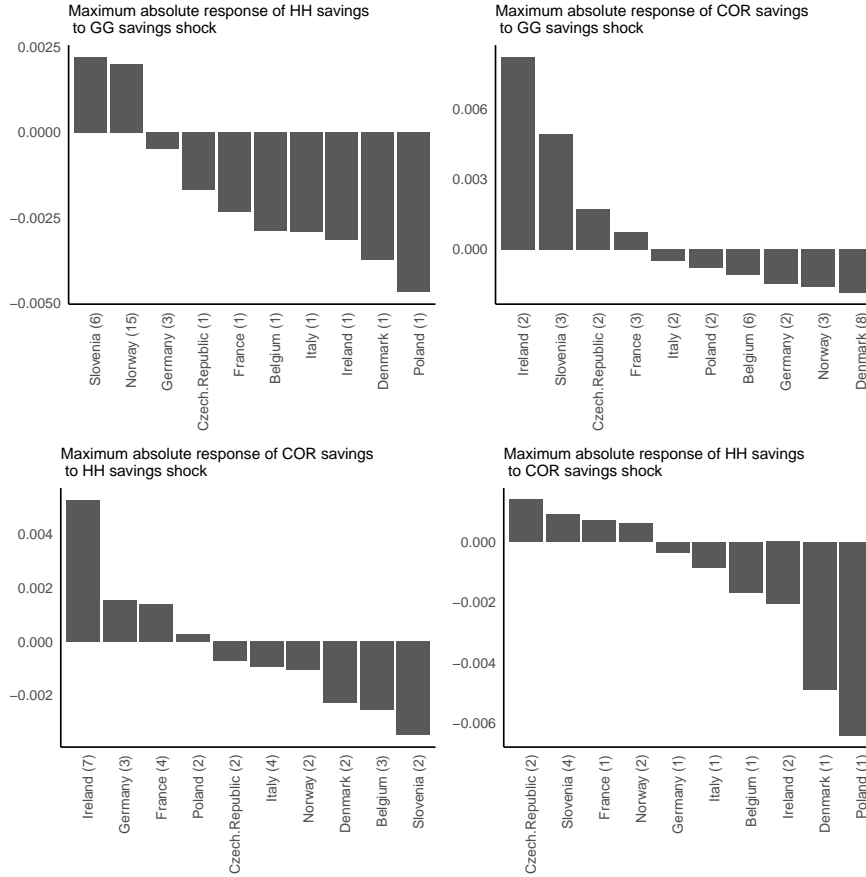 Maximum absolute response of HH savings
to GG savings shock
0.0025
0.0000
−0.0025
−0.0050
Slovenia (6)
Norway (15)
Germany (3)
Czech.Republic (1)
France (1)
Belgium (1)
Italy (1)
Ireland (1)
Denmark (1)
Poland (1)
Maximum absolute response of COR savings
to GG savings shock
0.006
0.003
0.000
Ireland (2)
Slovenia (3)
Czech.Republic (2)
France (3)
Italy (2)
Poland (2)
Belgium (6)
Germany (2)
Norway (3)
Denmark (8)
Maximum absolute response of COR savings
to HH savings shock
0.004
0.002
0.000
−0.002
Ireland (7)
Germany (3)
France (4)
Poland (2)
Czech.Republic (2)
Italy (4)
Norway (2)
Denmark (2)
Belgium (3)
Slovenia (2)
Maximum absolute response of HH savings
to COR savings shock
0.000
−0.002
−0.004
−0.006
Czech.Republic (2)
Slovenia (4)
France (1)
Norway (2)
Germany (1)
Italy (1)
Belgium (1)
Ireland (2)
Denmark (1)
Poland (1)